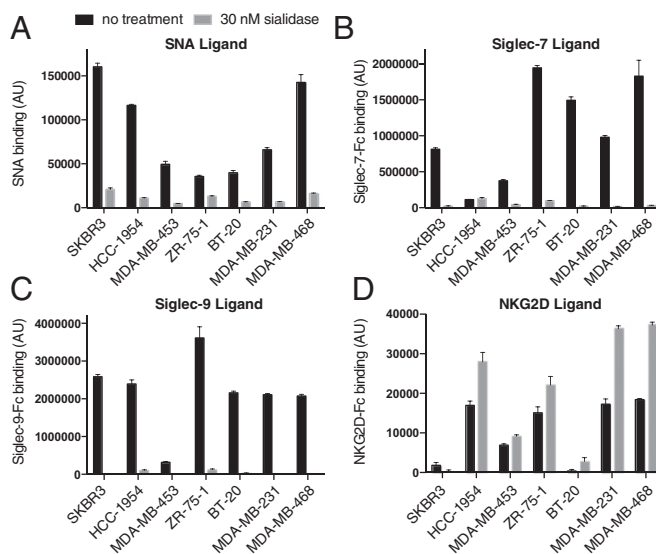 no treatment 30 nM sialidase
A
SNA Ligand
SNA binding (AU)
150000
100000
50000
0
SKBR3
HCC-1954
MDA-MB-453
ZR-75-1
BT-20
MDA-MB-231
MDA-MB-468
B
Siglec-7 Ligand
Siglec-7-Fc binding (AU)
2000000
1500000
1000000
500000
0
SKBR3
HCC-1954
MDA-MB-453
ZR-75-1
BT-20
MDA-MB-231
MDA-MB-468
C
Siglec-9 Ligand
Siglec-9-Fc binding (AU)
4000000
3000000
2000000
1000000
0
SKBR3
HCC-1954
MDA-MB-453
ZR-75-1
BT-20
MDA-MB-231
MDA-MB-468
D
NKG2D Ligand
NKG2D-Fc binding (AU)
40000
30000
20000
10000
0
SKBR3
HCC-1954
MDA-MB-453
ZR-75-1
BT-20
MDA-MB-231
MDA-MB-468